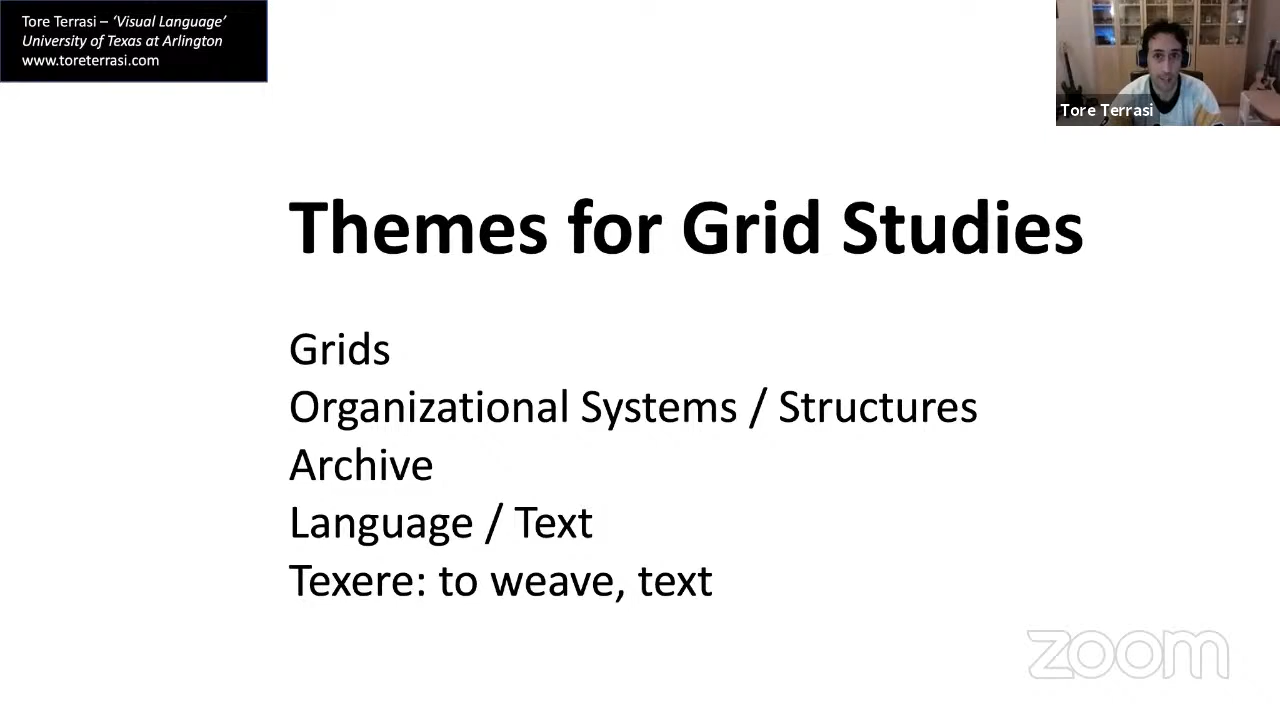 Tore Terrasi – ‘Visual Language’
University of Texas at Arlington
www.toreterrasi.com
Tore Terrasi
Themes for Grid Studies
Grids
Organizational Systems / Structures
Archive
Language / Text
Texere: to weave, text
zoom